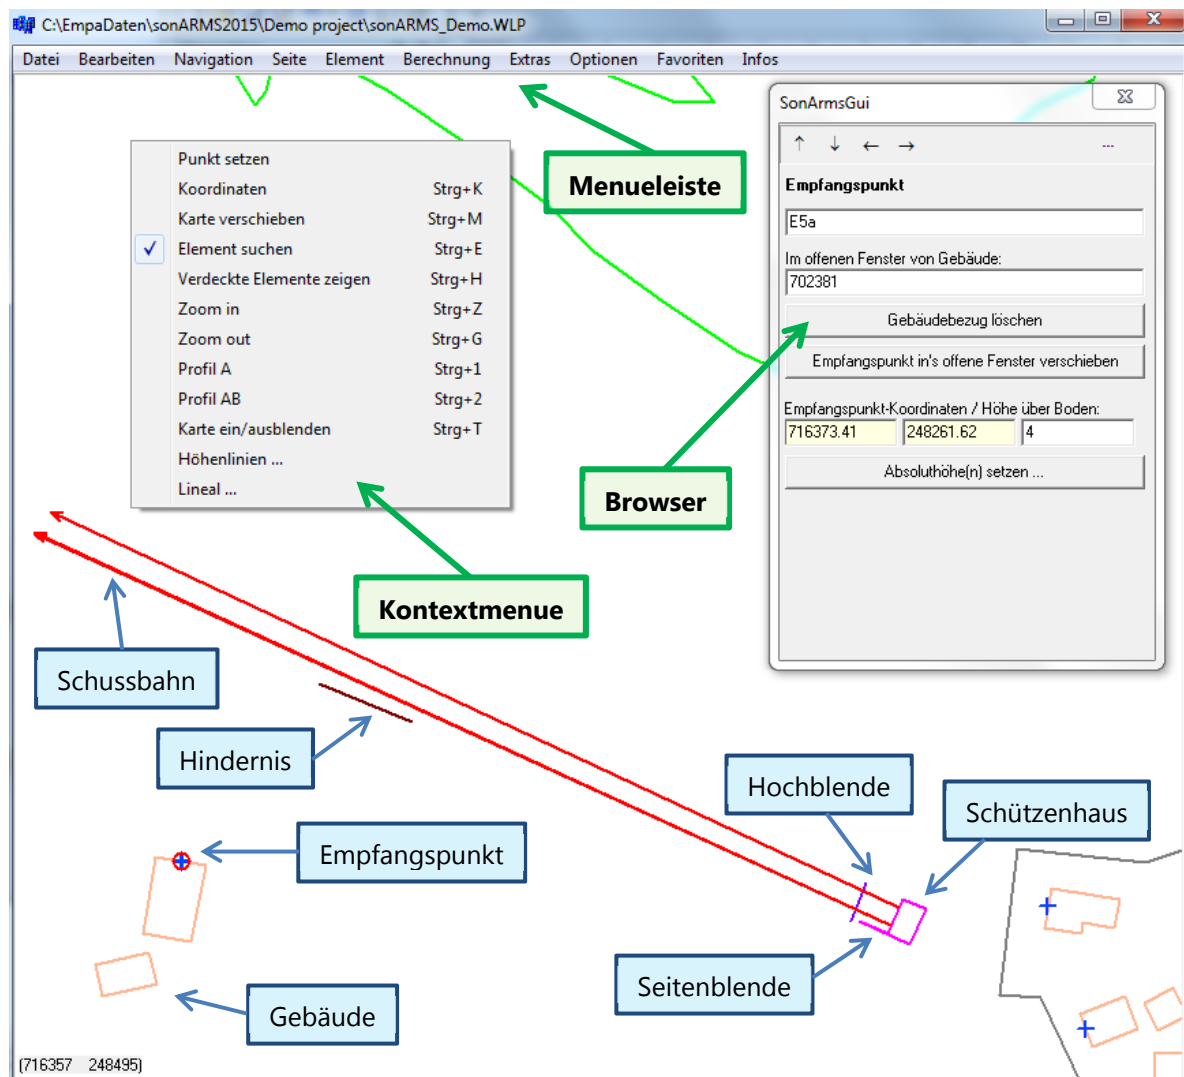 C:\EmpaDaten\sonARMS2015\Demo project\sonARMS_Demo.WLP
Datei Bearbeiten Navigation Seite Element Berechnung Extras Optionen Favoriten Infos
Punkt setzen
Koordinaten Strg+K
Karte verschieben Strg+M
Element suchen Strg+E
Verdeckte Elemente zeigen Strg+H
Zoom in Strg+Z
Zoom out Strg+G
Profil A Strg+1
Profil AB Strg+2
Karte ein/ausblenden Strg+T
Höhenlinien ...
Lineal ...
Menueleiste
SonArmsGui
...
Empfangspunkt
E5a
Im offenen Fenster von Gebäude:
702381
Gebäudebezug löschen
Empfangspunkt in's offene Fenster verschieben
Empfangspunkt-Koordinaten / Höhe über Boden:
716373.41 248261.62 4
Absoluthöhe(n) setzen ...
Browser
Kontextmenue
Schussbahn
Hindernis
Hochblende
Schützenhaus
Empfangspunkt
Seitenblende
Gebäude
(716357 248495)